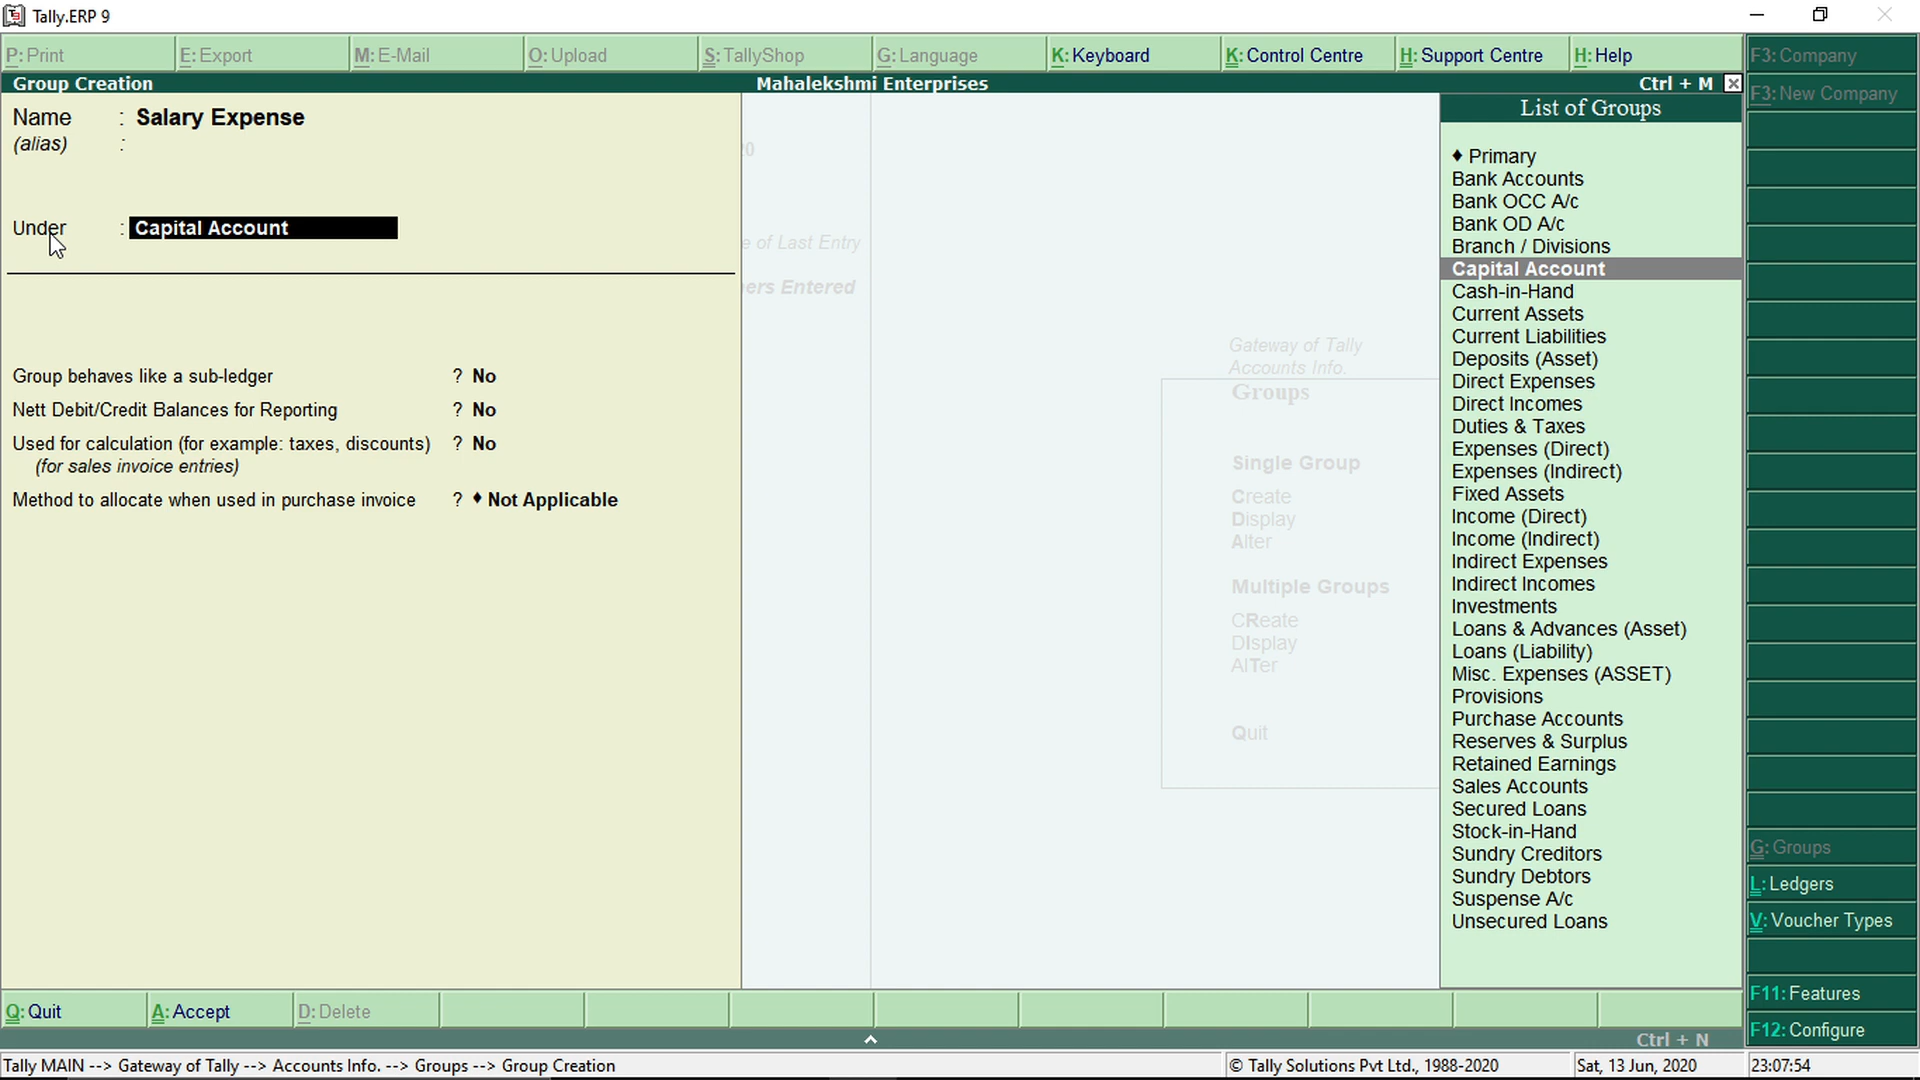 Tally.ERP 9
P: Print
E: Export
M: E-Mail
O: Upload
S: TallyShop
G: Language
K: Keyboard
K: Control Centre
H: Support Centre
H: Help
F3: Company
F3: New Company
Group Creation
Mahalekshmi Enterprises
Ctrl + M
Name : Salary Expense
(alias) :
Under : Capital Account
Group behaves like a sub-ledger ? No
Nett Debit/Credit Balances for Reporting ? No
Used for calculation (for example: taxes, discounts) ? No
(for sales invoice entries)
Method to allocate when used in purchase invoice ? ♦ Not Applicable
e of Last Entry
ers Entered
Gateway of Tally
Accounts Info.
Groups
Single Group
Create
Display
Alter
Multiple Groups
CReate
DIsplay
AlTer
Quit
List of Groups
♦ Primary
Bank Accounts
Bank OCC A/c
Bank OD A/c
Branch / Divisions
Capital Account
Cash-in-Hand
Current Assets
Current Liabilities
Deposits (Asset)
Direct Expenses
Direct Incomes
Duties & Taxes
Expenses (Direct)
Expenses (Indirect)
Fixed Assets
Income (Direct)
Income (Indirect)
Indirect Expenses
Indirect Incomes
Investments
Loans & Advances (Asset)
Loans (Liability)
Misc. Expenses (ASSET)
Provisions
Purchase Accounts
Reserves & Surplus
Retained Earnings
Sales Accounts
Secured Loans
Stock-in-Hand
Sundry Creditors
Sundry Debtors
Suspense A/c
Unsecured Loans
G: Groups
L: Ledgers
V: Voucher Types
F11: Features
F12: Configure
Q: Quit
A: Accept
D: Delete
Ctrl + N
Tally MAIN --> Gateway of Tally --> Accounts Info. --> Groups --> Group Creation
© Tally Solutions Pvt Ltd., 1988-2020
Sat, 13 Jun, 2020
23:07:54